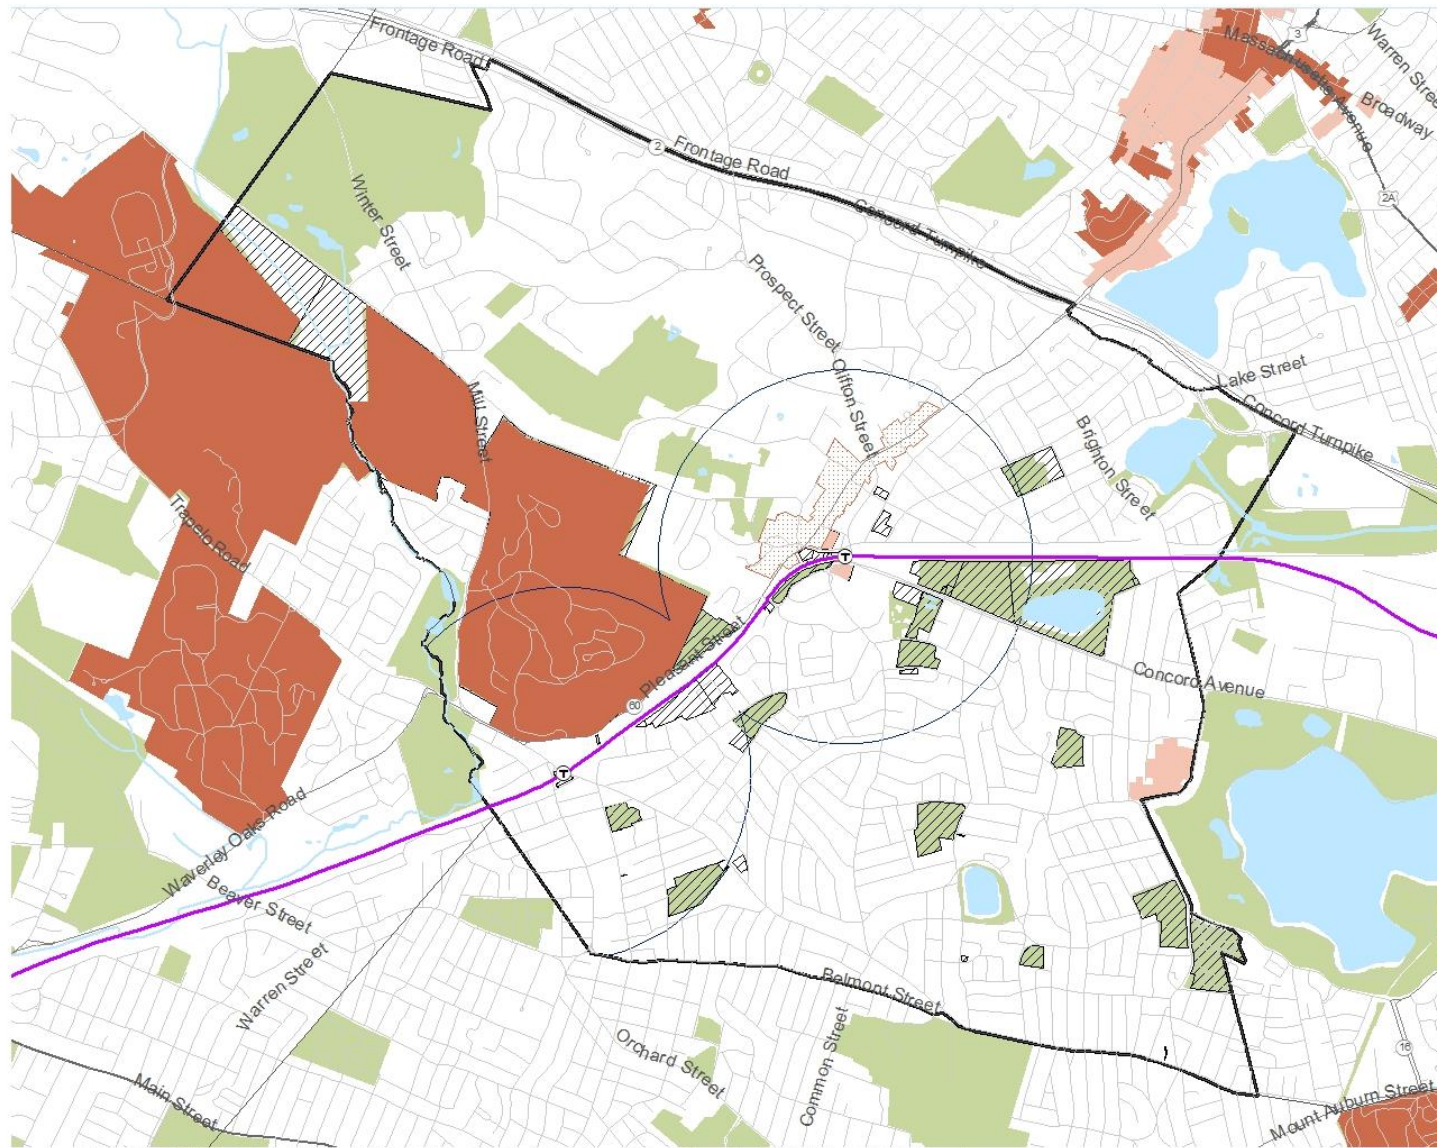 Frontage Road
3
Warren Stree
Massachusetts Avenue
Broadway
2
Frontage Road
Winter Street
2A
Concord Turnpike
Prospect Street
Clifton Street
Lake Street
Concord Turnpike
Mill Street
Brighton Street
Trapelo Road
T
Pleasant Street
60
Concord Avenue
T
Waverley Oaks Road
Beaver Street
Warren Street
Belmont Street
Orchard Street
Common Street
16
Main Street
Mount Auburn Street